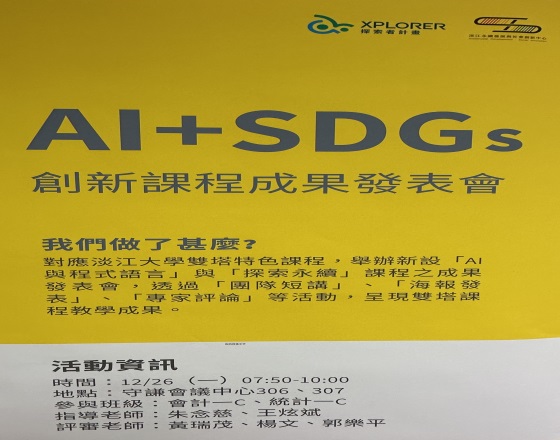 XPLORER
探索者計畫
AI+SDGs
創新課程成果發表會
我們做了甚麼?
對應淡江大學雙塔特色課程，舉辦新設「AI
與程式語言」與「探索永續」課程之成果
發表會，透過「團隊短講」、「海報發
表」、「專家評論」等活動，呈現雙塔課
程教學成果。
活動資訊
時間：12/26（一）07:50-10:00
地點：守謙會議中心306、307
參與班級：會計一C、統計一C
指導老師：朱念慈、王炫斌
評審老師：黃瑞茂、楊文、郭樂平